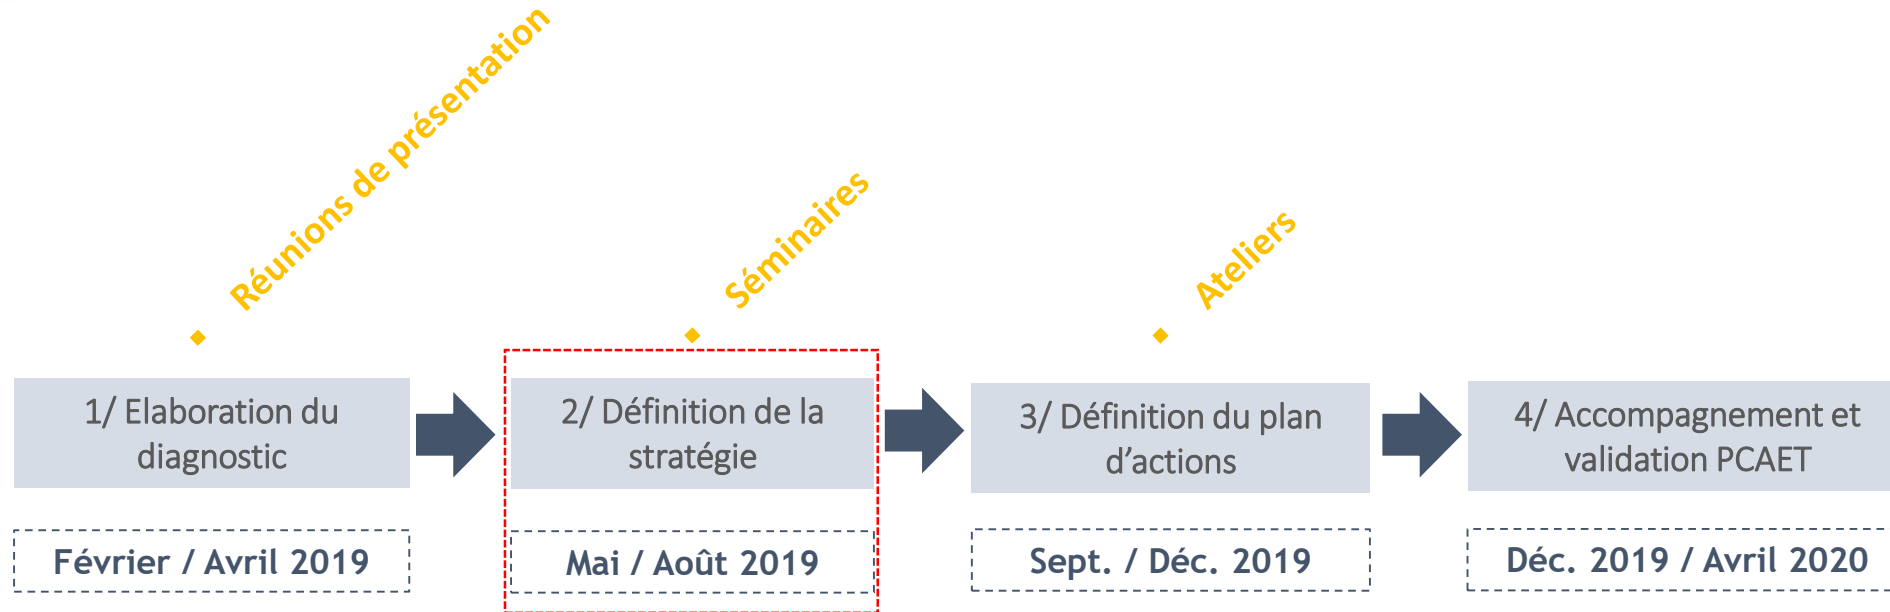 Réunions de présentation
Séminaires
Ateliers
1/ Elaboration du
diagnostic
2/ Définition de la
stratégie
3/ Définition du plan
d’actions
4/ Accompagnement et
validation PCAET
Février / Avril 2019
Mai / Août 2019
Sept. / Déc. 2019
Déc. 2019 / Avril 2020